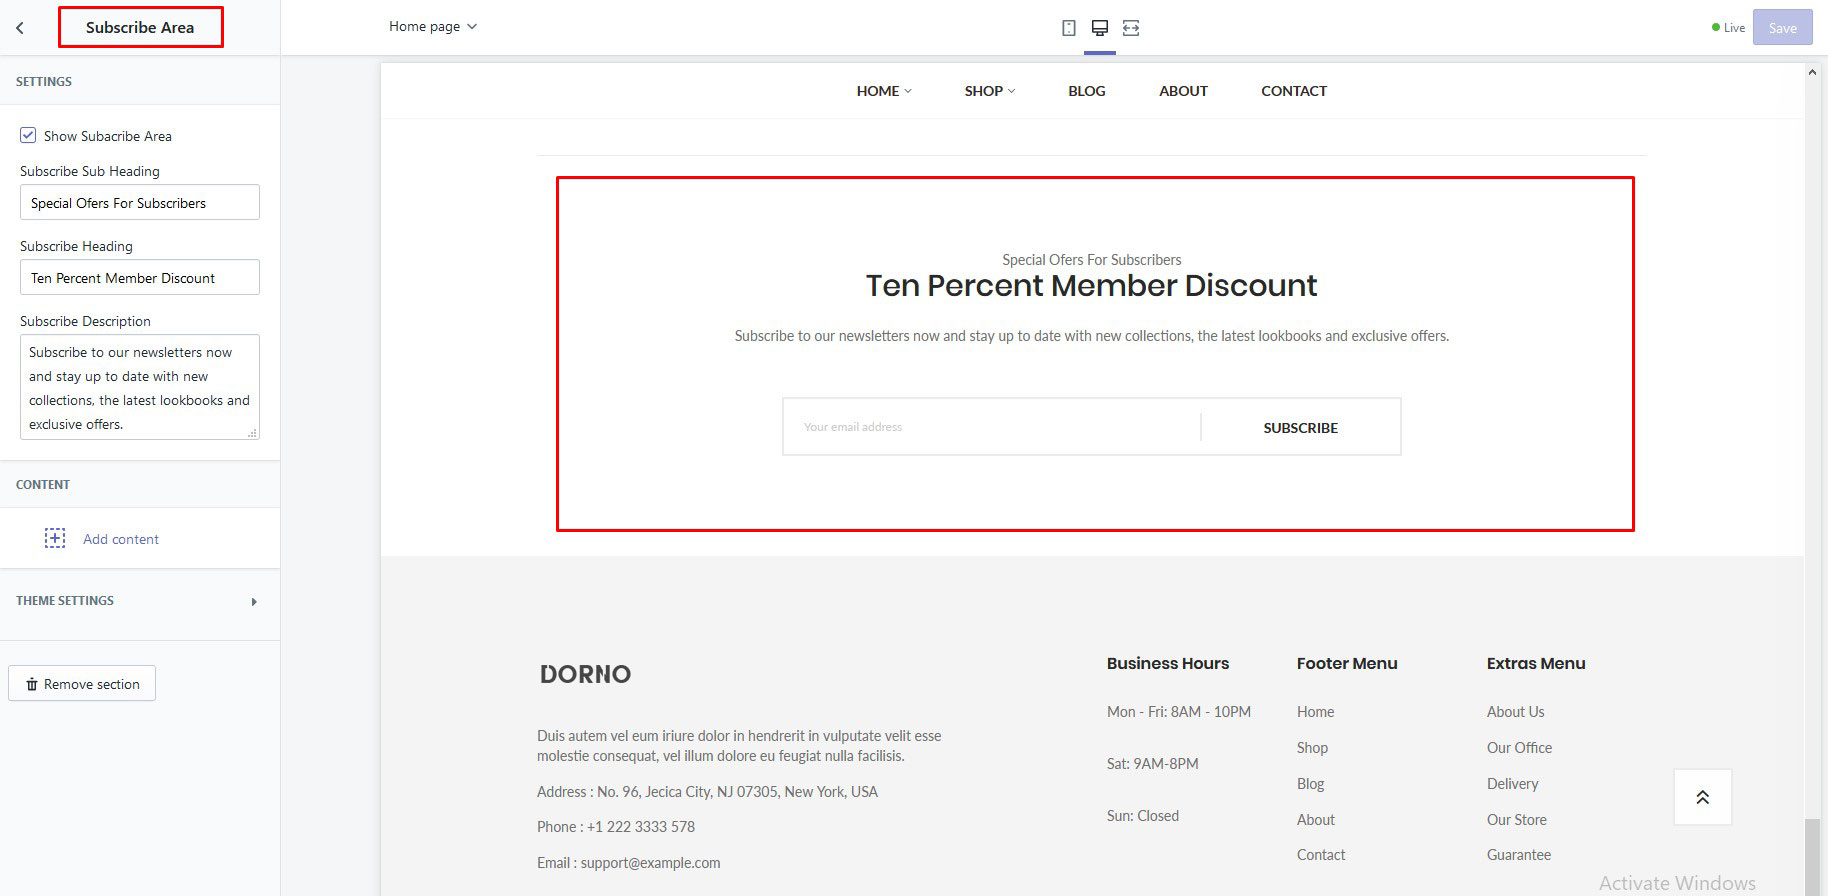 Subscribe Area
Home page
Live
Save
SETTINGS
Show Subacribe Area
Subscribe Sub Heading
Special Ofers For Subscribers
Subscribe Heading
Ten Percent Member Discount
Subscribe Description
Subscribe to our newsletters now
and stay up to date with new
collections, the latest lookbooks and
exclusive offers.
CONTENT
Add content
THEME SETTINGS
Remove section
HOME
SHOP
BLOG
ABOUT
CONTACT
Special Ofers For Subscribers
Ten Percent Member Discount
Subscribe to our newsletters now and stay up to date with new collections, the latest lookbooks and exclusive offers.
Your email address
SUBSCRIBE
DORNO
Duis autem vel eum iriure dolor in hendrerit in vulputate velit esse
molestie consequat, vel illum dolore eu feugiat nulla facilisis.
Address : No. 96, Jecica City, NJ 07305, New York, USA
Phone : +1 222 3333 578
Email : support@example.com
Business Hours
Mon - Fri: 8AM - 10PM
Sat: 9AM-8PM
Sun: Closed
Footer Menu
Home
Shop
Blog
About
Contact
Extras Menu
About Us
Our Office
Delivery
Our Store
Guarantee
Activate Windows